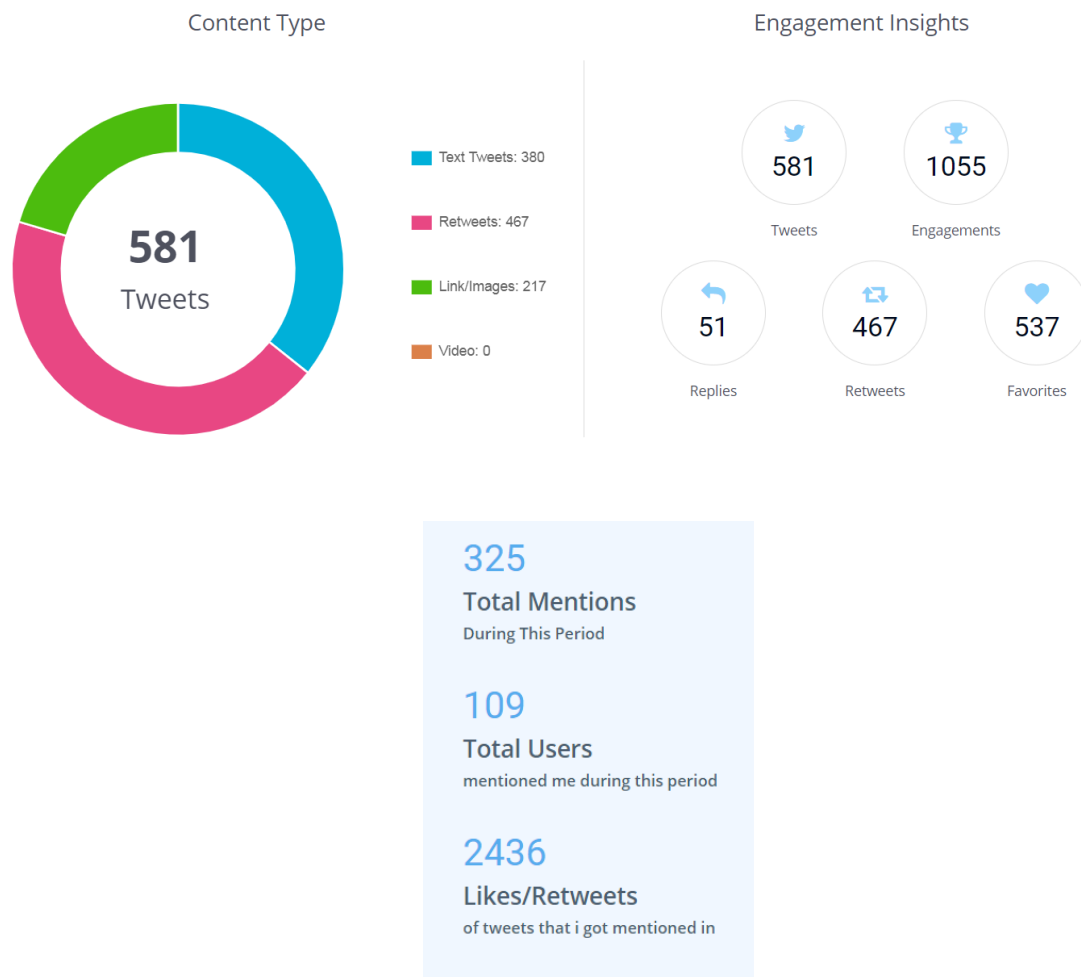 Content Type
581
Tweets
Text Tweets: 380
Retweets: 467
Link/Images: 217
Video: 0
Engagement Insights
581
Tweets
1055
Engagements
51
Replies
467
Retweets
537
Favorites
325
Total Mentions
During This Period
109
Total Users
mentioned me during this period
2436
Likes/Retweets
of tweets that i got mentioned in